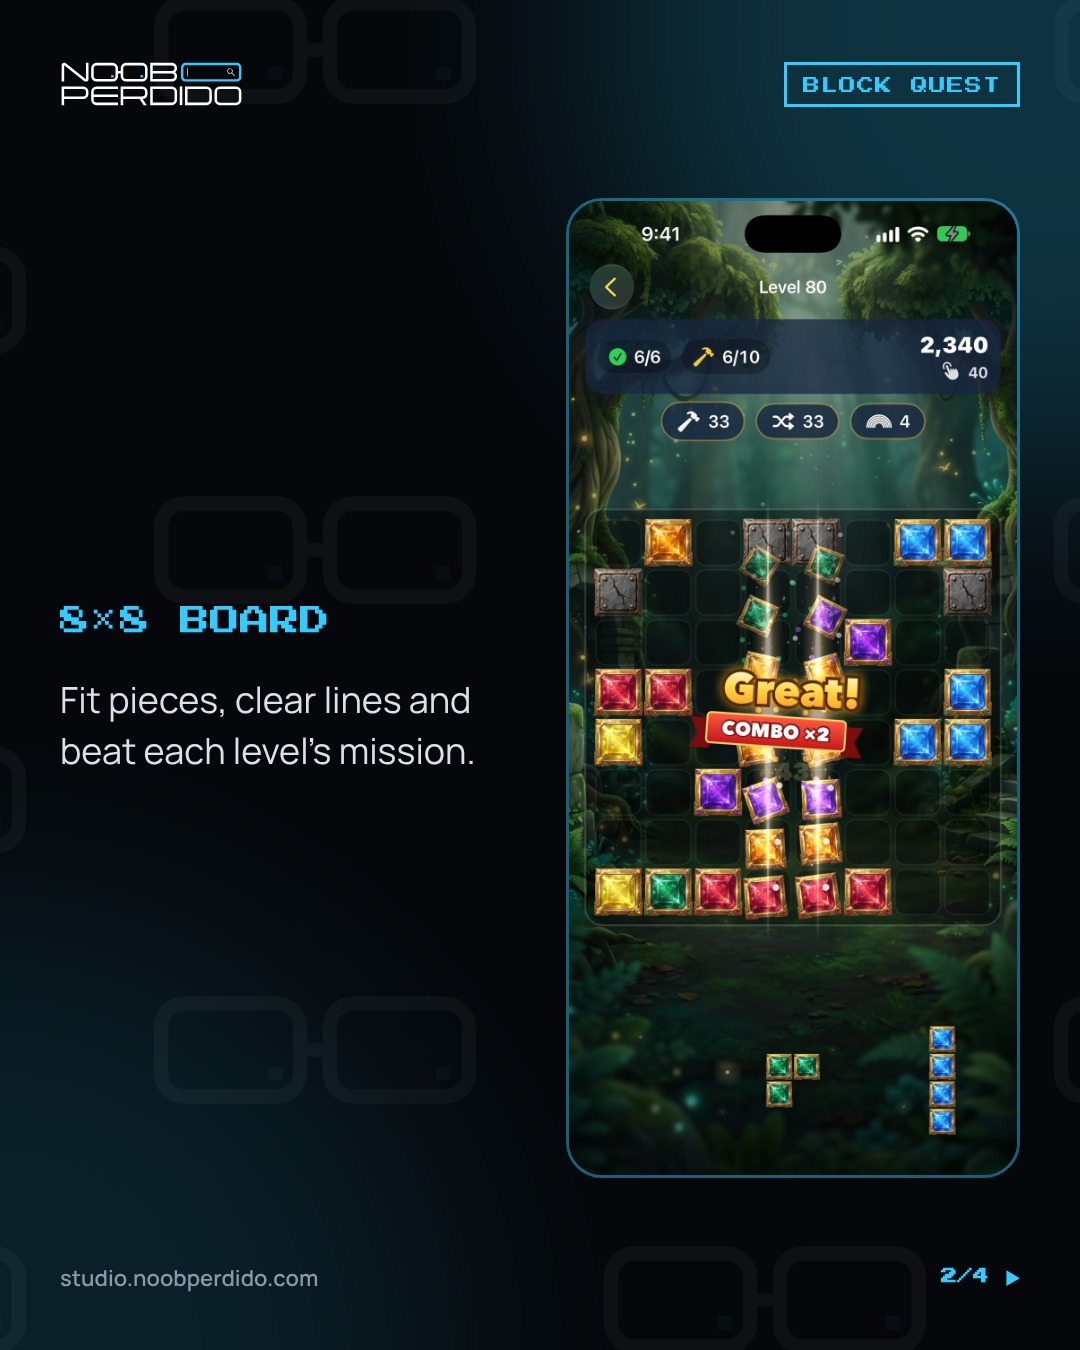 NOOB
PERDIDO
BLOCK QUEST
9:41
Level 80
6/6
6/10
2,340
40
33
33
4
8×8 BOARD
Fit pieces, clear lines and
beat each level's mission.
Great!
COMBO ×2
studio.noobperdido.com
2/4